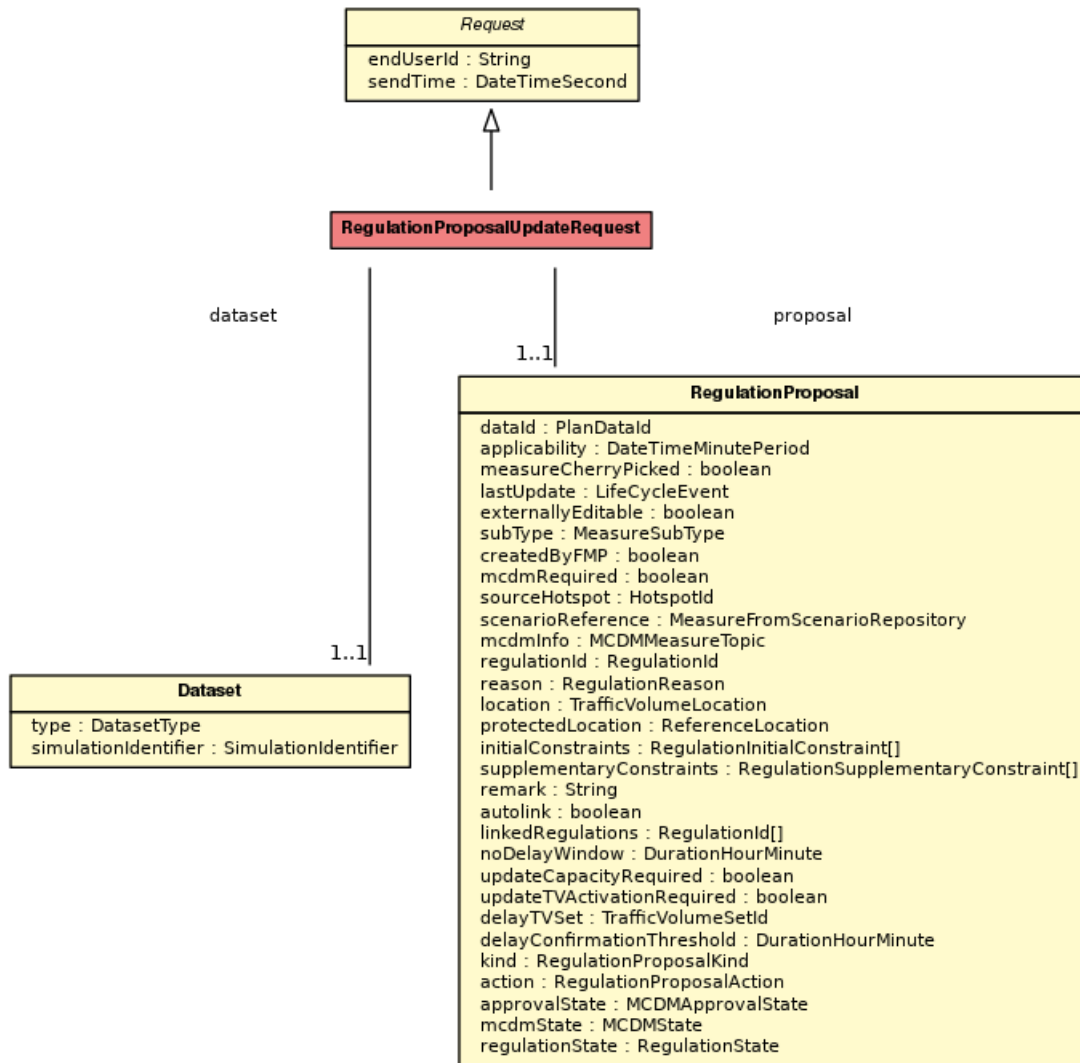 Request
endUserId : String
sendTime : DateTimeSecond
RegulationProposalUpdateRequest
dataset
proposal
1..1
RegulationProposal
dataId : PlanDataId
applicability : DateTimeMinutePeriod
measureCherryPicked : boolean
lastUpdate : LifeCycleEvent
externallyEditable : boolean
subType : MeasureSubType
createdByFMP : boolean
mcdmRequired : boolean
sourceHotspot : HotspotId
scenarioReference : MeasureFromScenarioRepository
mcdmInfo : MCDMMeasureTopic
regulationId : RegulationId
reason : RegulationReason
location : TrafficVolumeLocation
protectedLocation : ReferenceLocation
initialConstraints : RegulationInitialConstraint[]
supplementaryConstraints : RegulationSupplementaryConstraint[]
remark : String
autolink : boolean
linkedRegulations : RegulationId[]
noDelayWindow : DurationHourMinute
updateCapacityRequired : boolean
updateTVActivationRequired : boolean
delayTVSet : TrafficVolumeSetId
delayConfirmationThreshold : DurationHourMinute
kind : RegulationProposalKind
action : RegulationProposalAction
approvalState : MCDMApprovalState
mcdmState : MCDMState
regulationState : RegulationState
1..1
Dataset
type : DatasetType
simulationIdentifier : SimulationIdentifier